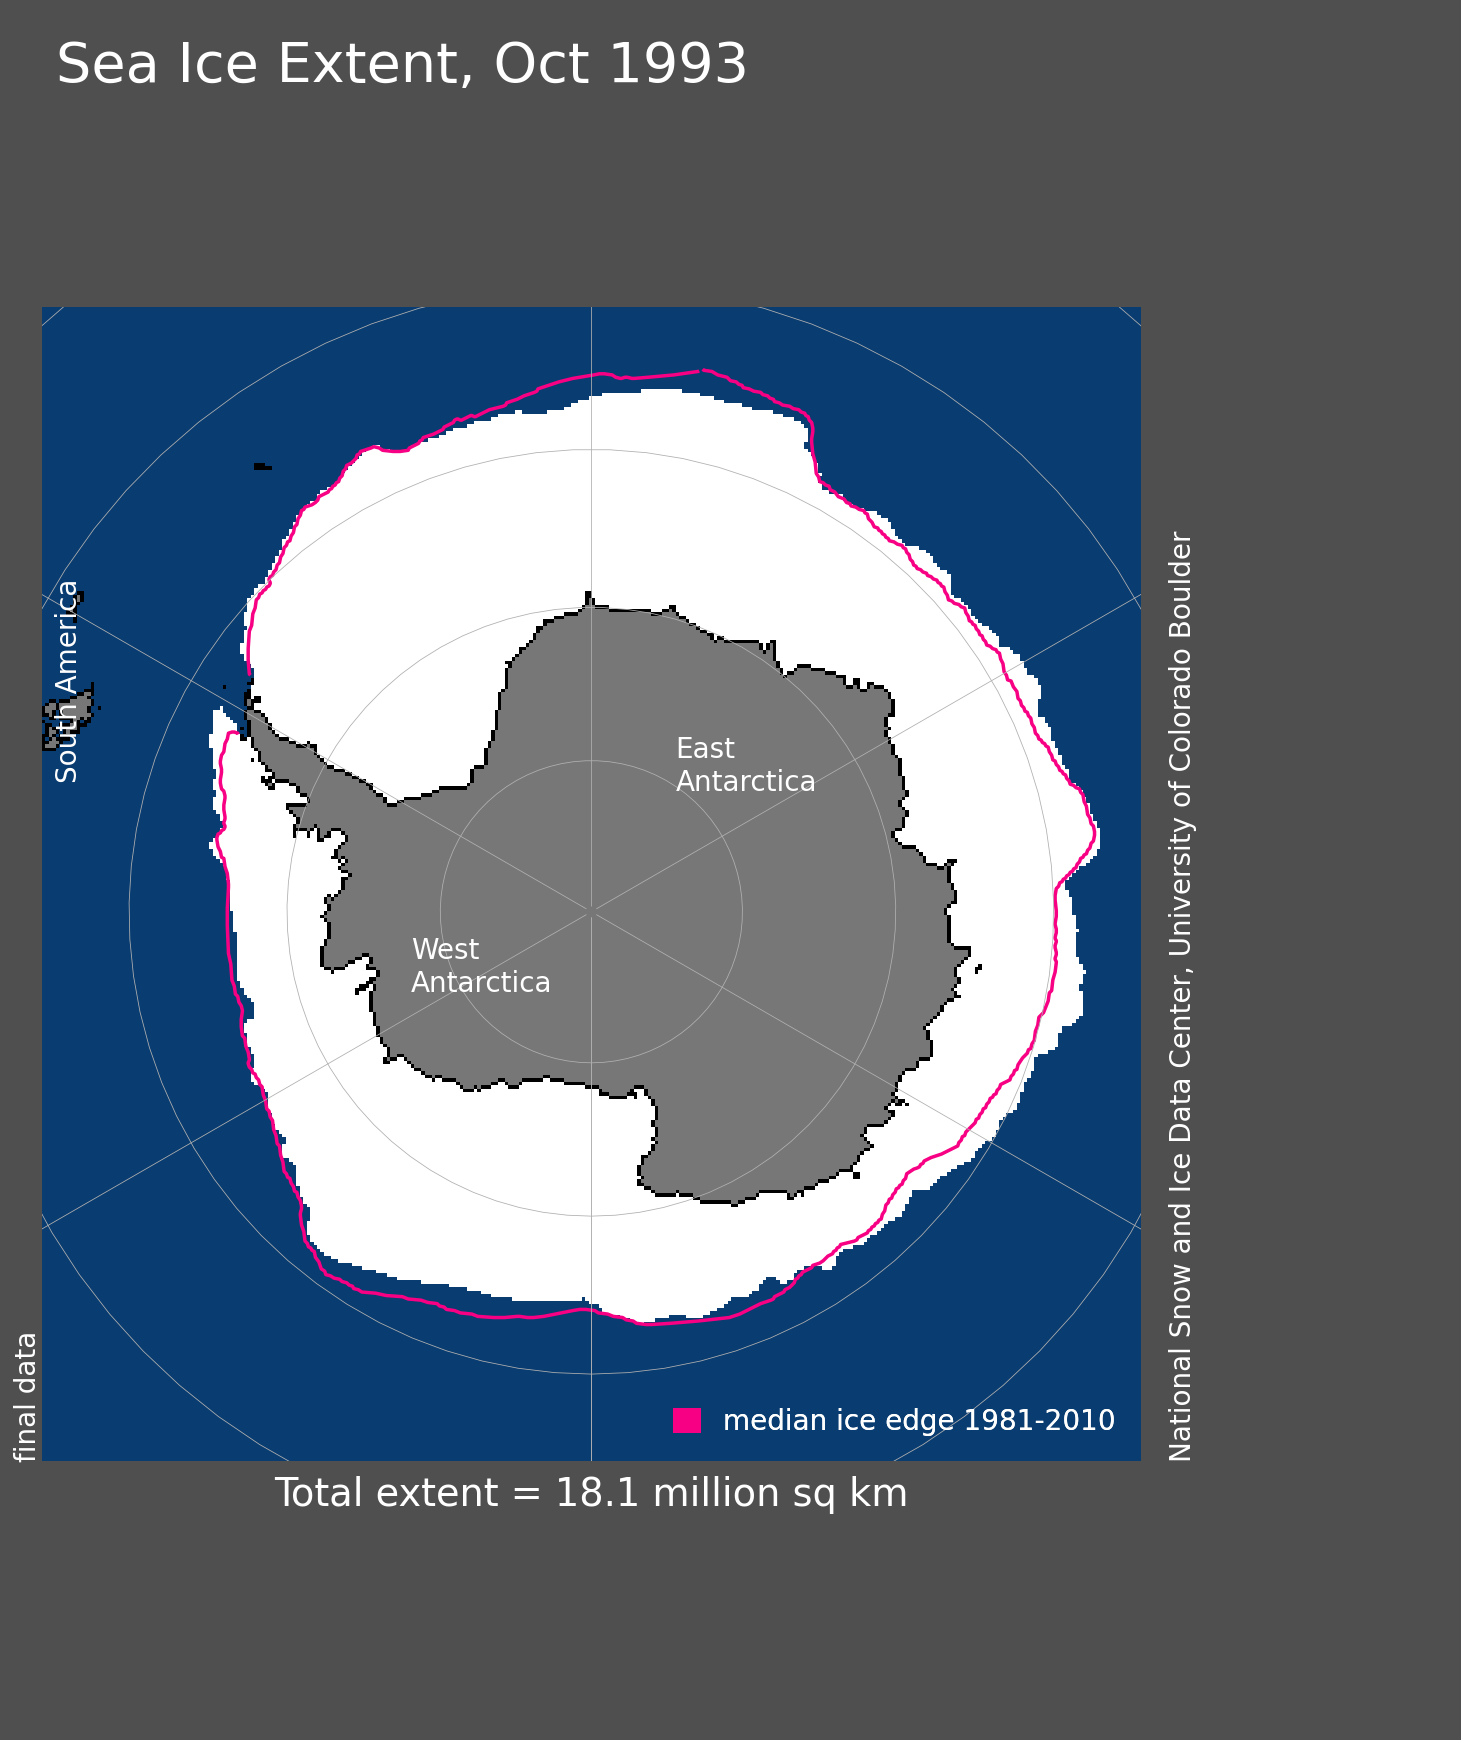 Sea Ice Extent, Oct 1993
South America
East
Antarctica
West
Antarctica
National Snow and Ice Data Center, University of Colorado Boulder
final data
median ice edge 1981-2010
Total extent = 18.1 million sq km